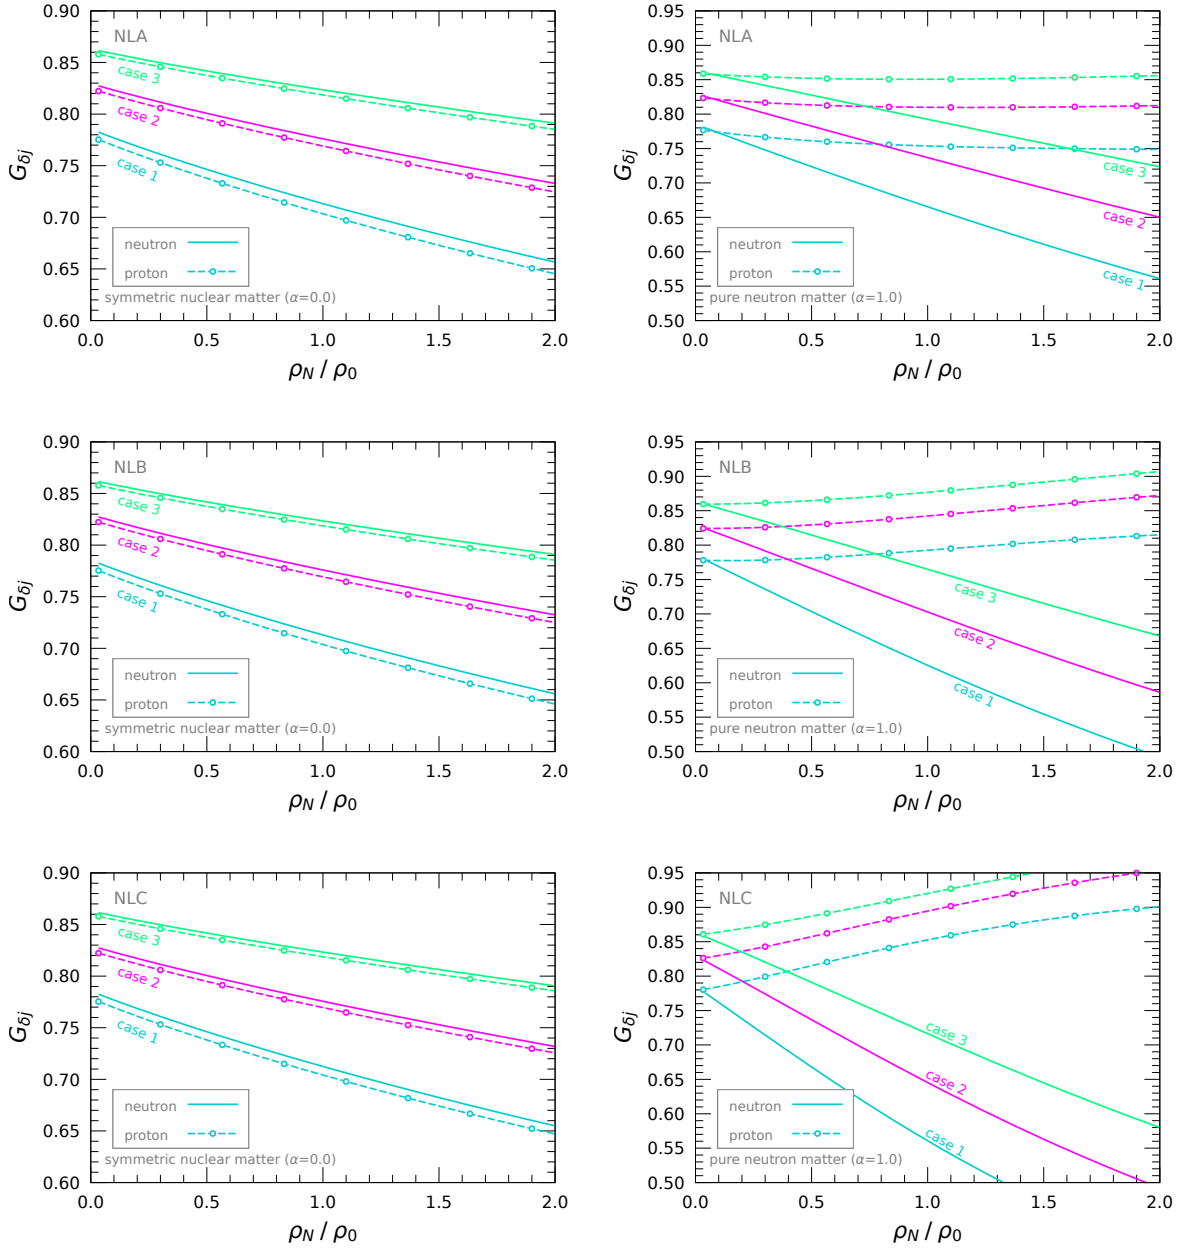 0.90
NLA
0.85
case 3
0.80
case 2
0.75
case 1
0.70
0.65
0.60
G_δj
neutron
proton
symmetric nuclear matter (α=0.0)
0.0 0.5 1.0 1.5 2.0
ρ_N / ρ_0
0.95
NLA
0.90
0.85
0.80
0.75
case 3
0.70
0.65
case 2
0.60
0.55
case 1
0.50
G_δj
neutron
proton
pure neutron matter (α=1.0)
0.0 0.5 1.0 1.5 2.0
ρ_N / ρ_0
0.90
NLB
0.85
case 3
0.80
case 2
0.75
case 1
0.70
0.65
0.60
G_δj
neutron
proton
symmetric nuclear matter (α=0.0)
0.0 0.5 1.0 1.5 2.0
ρ_N / ρ_0
0.95
NLB
0.90
0.85
0.80
0.75
case 3
0.70
0.65
case 2
0.60
case 1
0.55
0.50
G_δj
neutron
proton
pure neutron matter (α=1.0)
0.0 0.5 1.0 1.5 2.0
ρ_N / ρ_0
0.90
NLC
0.85
case 3
0.80
case 2
0.75
case 1
0.70
0.65
0.60
G_δj
neutron
proton
symmetric nuclear matter (α=0.0)
0.0 0.5 1.0 1.5 2.0
ρ_N / ρ_0
0.95
NLC
0.90
0.85
0.80
0.75
case 3
0.70
0.65
case 2
0.60
0.55
case 1
0.50
G_δj
neutron
proton
pure neutron matter (α=1.0)
0.0 0.5 1.0 1.5 2.0
ρ_N / ρ_0